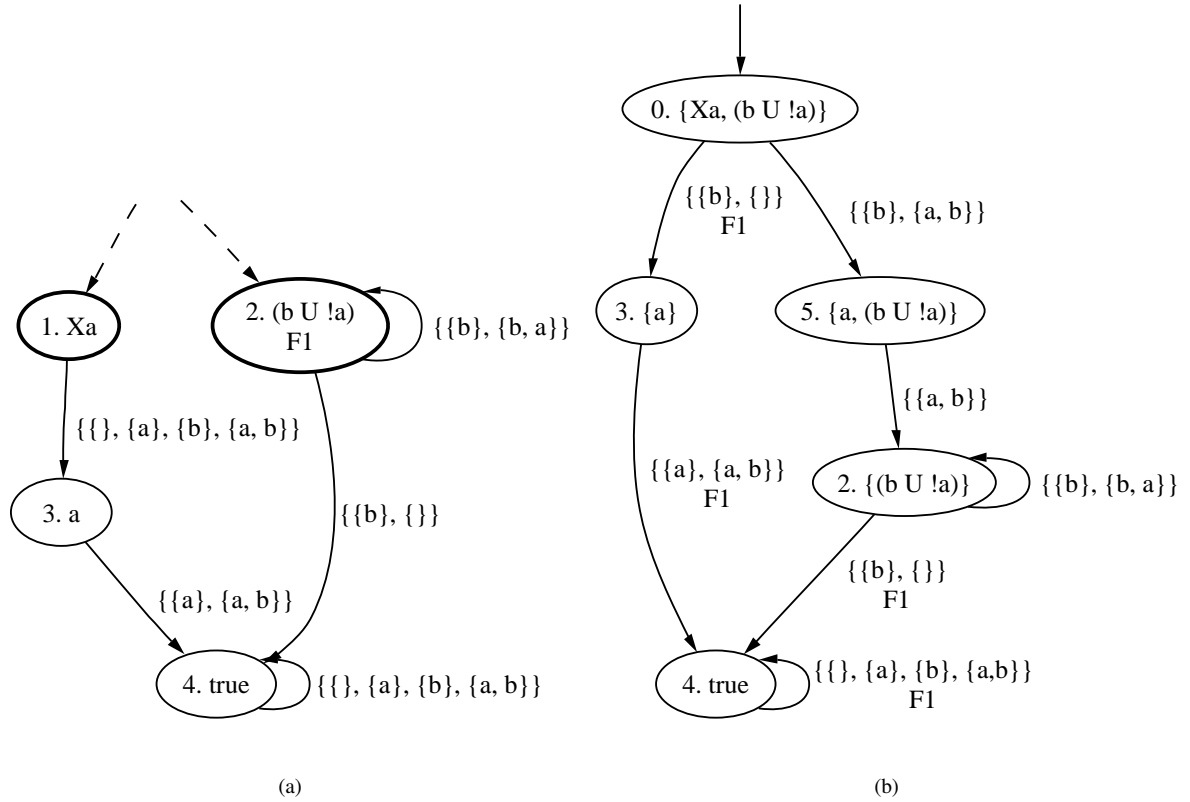 0. {Xa, (b U !a)}
{{b}, {}}
F1
{{b}, {a, b}}
1. Xa
2. (b U !a)
F1
{{b}, {b, a}}
3. {a}
5. {a, (b U !a)}
{{}, {a}, {b}, {a, b}}
{{a, b}}
3. a
{{b}, {}}
{{a}, {a, b}}
F1
2. {(b U !a)}
{{b}, {b, a}}
{{a}, {a, b}}
{{b}, {}}
F1
4. true
{{}, {a}, {b}, {a, b}}
4. true
{{}, {a}, {b}, {a,b}}
F1
(a)
(b)